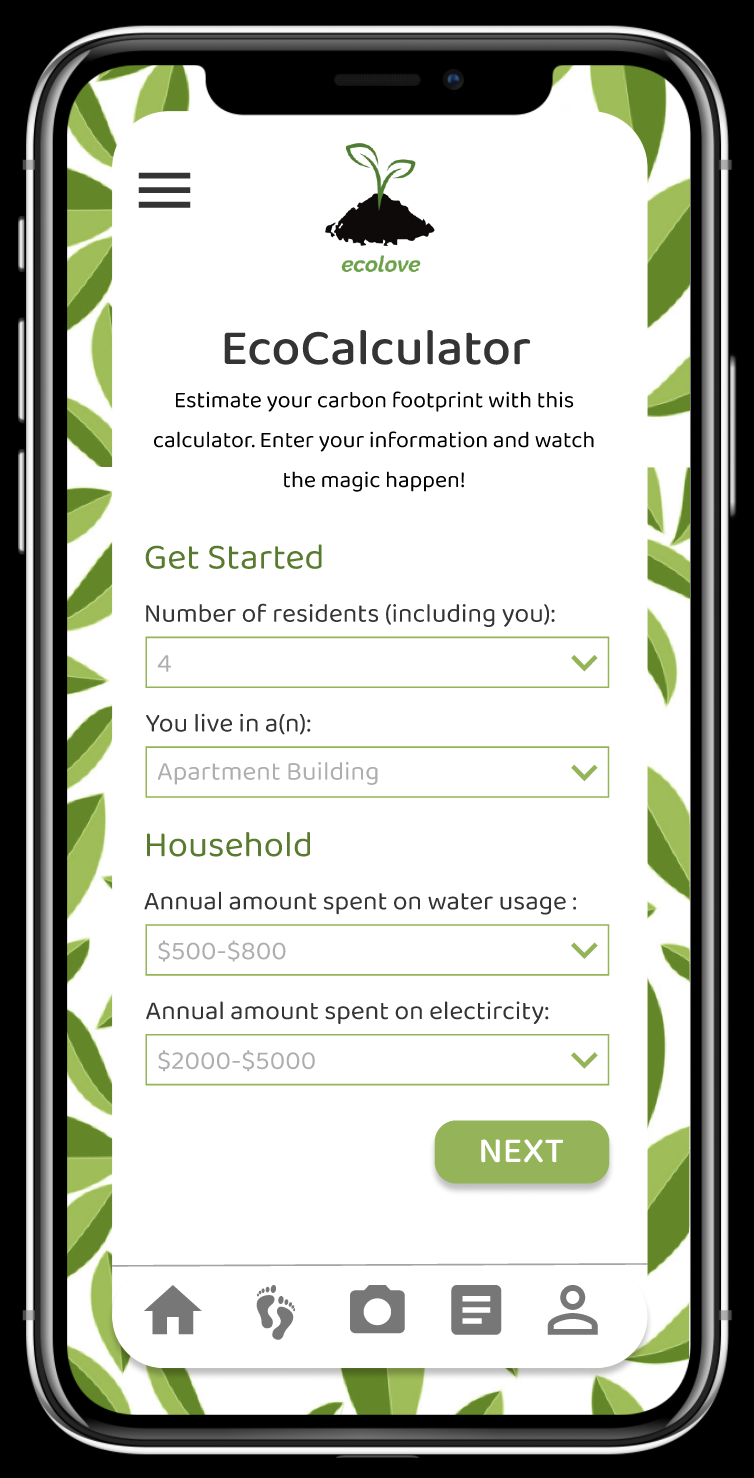 ecolove
EcoCalculator
Estimate your carbon footprint with this
calculator. Enter your information and watch
the magic happen!
Get Started
Number of residents (including you):
4
You live in a(n):
Apartment Building
Household
Annual amount spent on water usage :
$500-$800
Annual amount spent on electircity:
$2000-$5000
NEXT